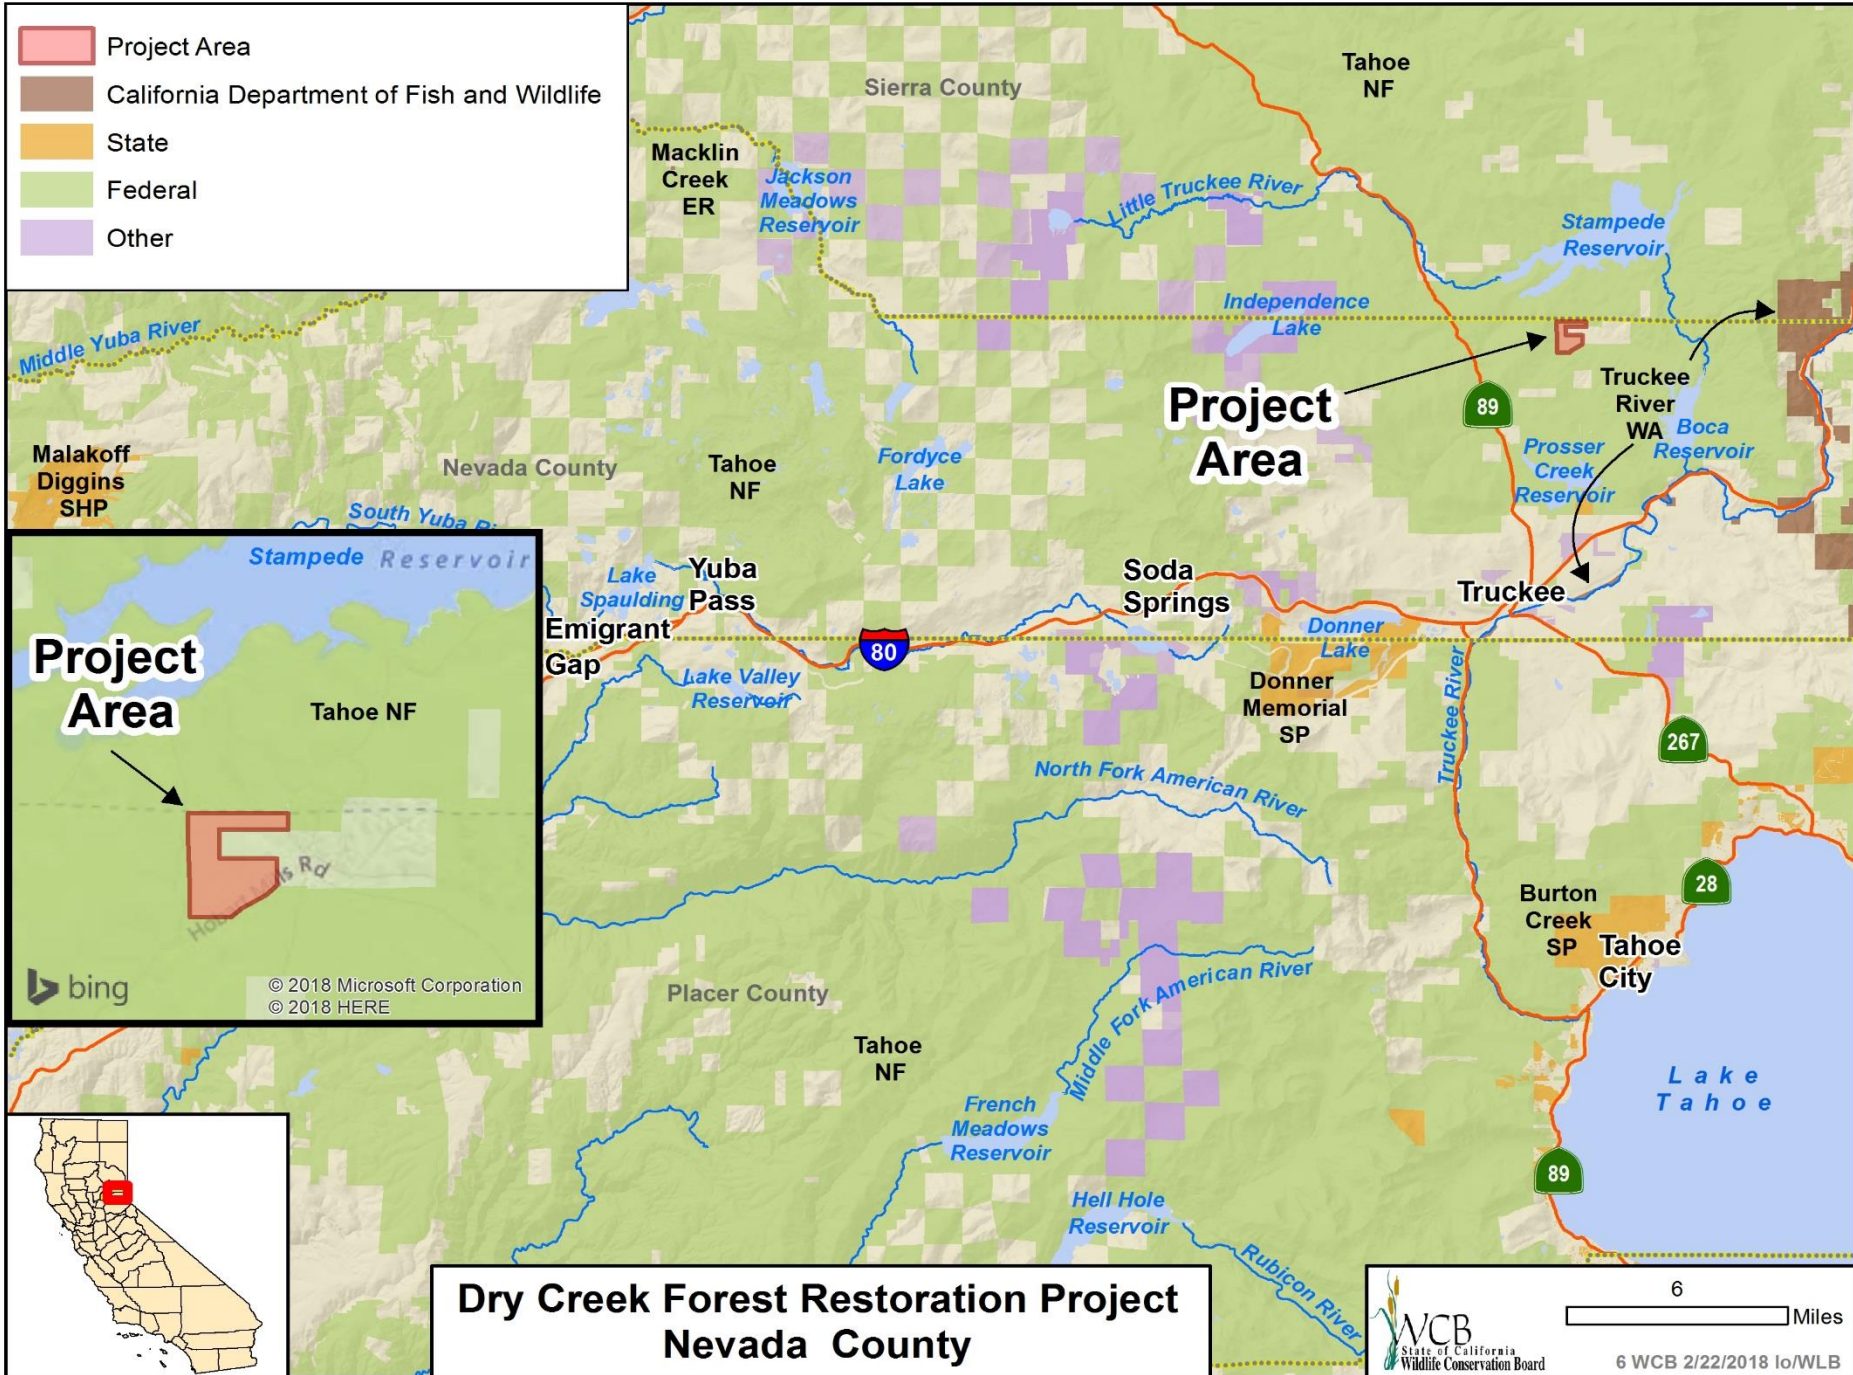 Project Area
California Department of Fish and Wildlife
State
Federal
Other
Sierra County
Tahoe
NF
Macklin
Creek
ER
Jackson
Meadows
Reservoir
Little Truckee River
Stampede
Reservoir
Independence
Lake
Middle Yuba River
Project
Area
89
Truckee
River
WA
Boca
Reservoir
Prosser
Creek
Reservoir
Malakoff
Diggins
SHP
Nevada County
Tahoe
NF
Fordyce
Lake
South Yuba
Stampede Reservoir
Project
Area
Tahoe NF
Hobart Mills Rd
bing
© 2018 Microsoft Corporation
© 2018 HERE
Lake
Spaulding
Yuba
Pass
Emigrant
Gap
Lake Valley
Reservoir
80
Soda
Springs
Truckee
Donner
Lake
Donner
Memorial
SP
Truckee River
267
North Fork American River
28
Burton
Creek
SP
Tahoe
City
Placer County
Middle Fork American River
Tahoe
NF
French
Meadows
Reservoir
Lake
Tahoe
89
Hell Hole
Reservoir
Rubicon River
Dry Creek Forest Restoration Project
Nevada County
WCB
State of California
Wildlife Conservation Board
6
Miles
6 WCB 2/22/2018 lo/WLB